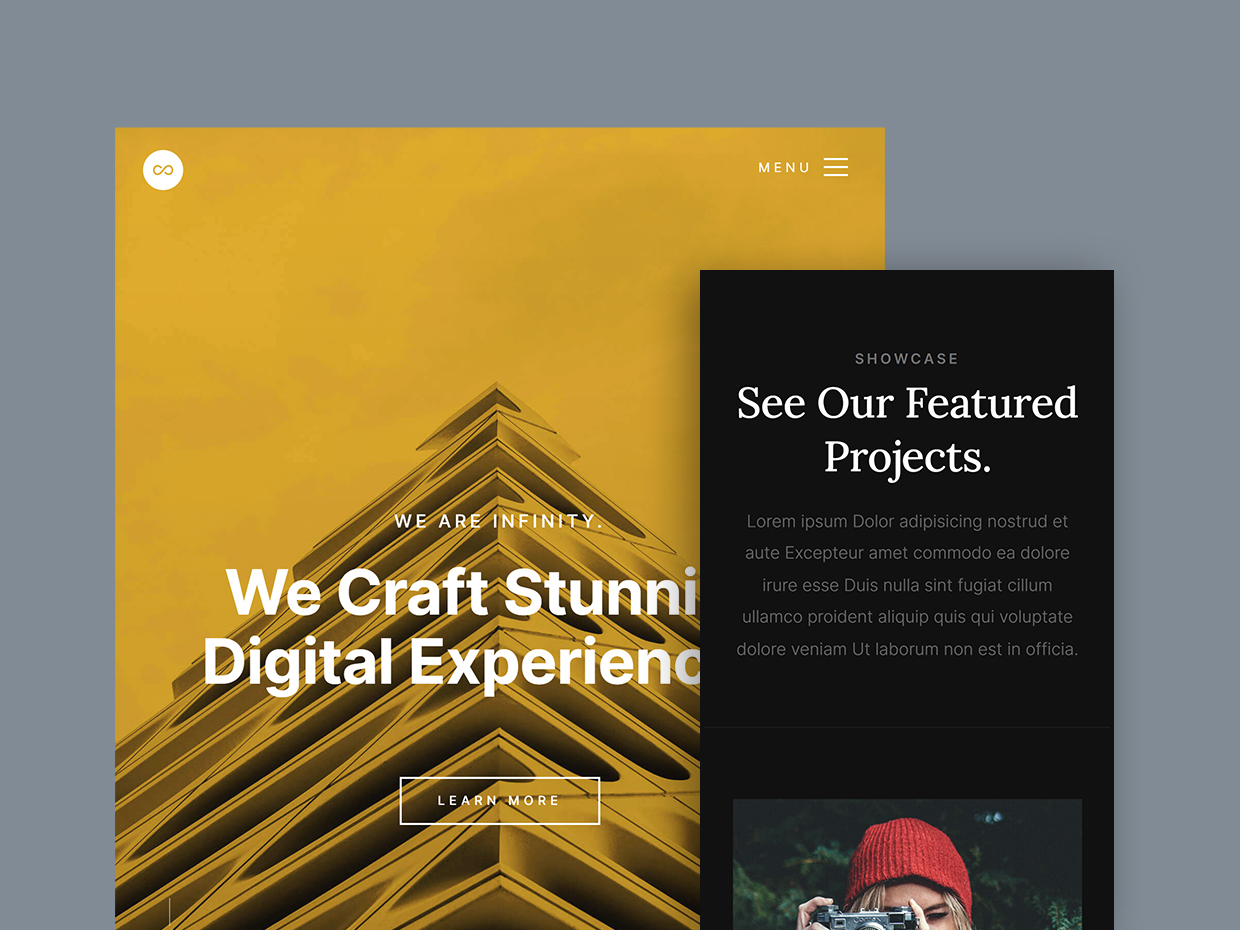 MENU
WE ARE INFINITY.
We Craft Stunni
Digital Experienc
LEARN MORE
SHOWCASE
See Our Featured
Projects.
Lorem ipsum Dolor adipisicing nostrud et
aute Excepteur amet commodo ea dolore
irure esse Duis nulla sint fugiat cillum
ullamco proident aliquip quis qui voluptate
dolore veniam Ut laborum non est in officia.